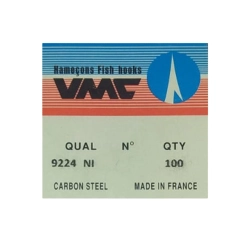 Hameçons Fish hooks
VMC
QUAL N° QTY
9224 NI 100
CARBON STEEL MADE IN FRANCE